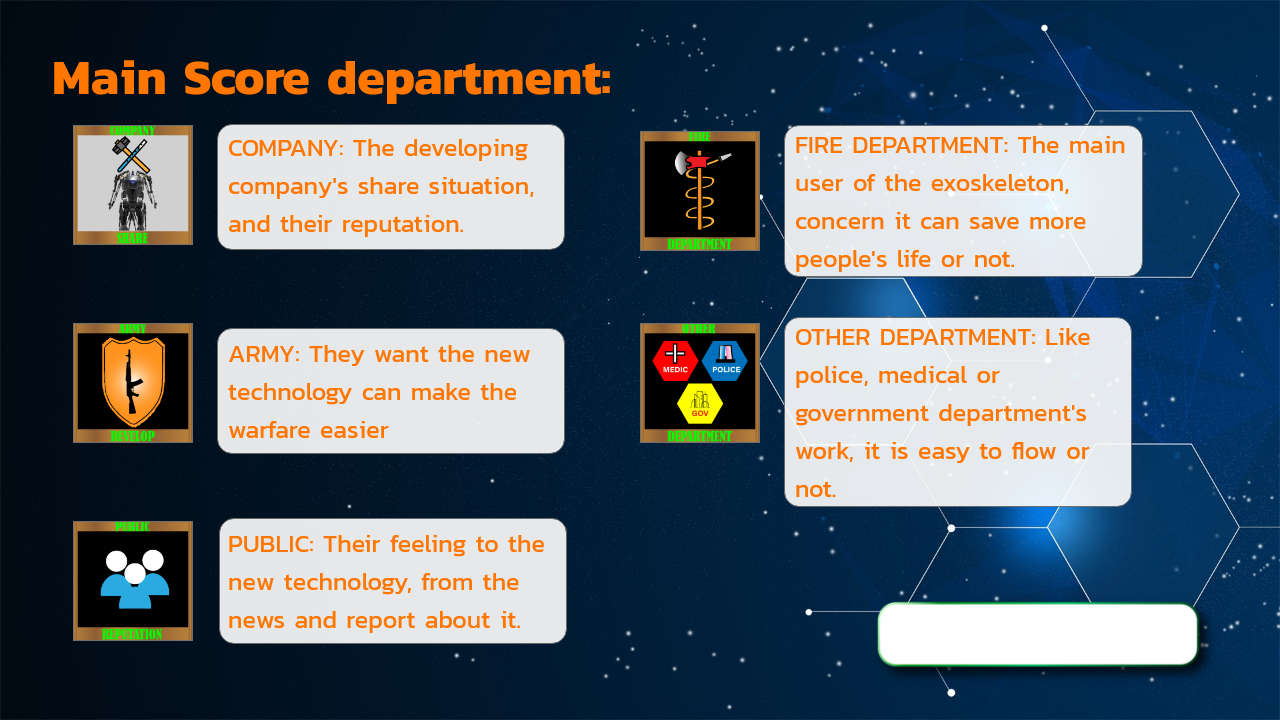 Main Score department:
COMPANY
SHARE
COMPANY: The developing
company's share situation,
and their reputation.
ARMY
DEVELOP
ARMY: They want the new
technology can make the
warfare easier
PUBLIC
REPUTATION
PUBLIC: Their feeling to the
new technology, from the
news and report about it.
FIRE
DEPARTMENT
FIRE DEPARTMENT: The main
user of the exoskeleton,
concern it can save more
people's life or not.
OTHER
MEDIC
POLICE
GOV
DEPARTMENT
OTHER DEPARTMENT: Like
police, medical or
government department's
work, it is easy to flow or
not.